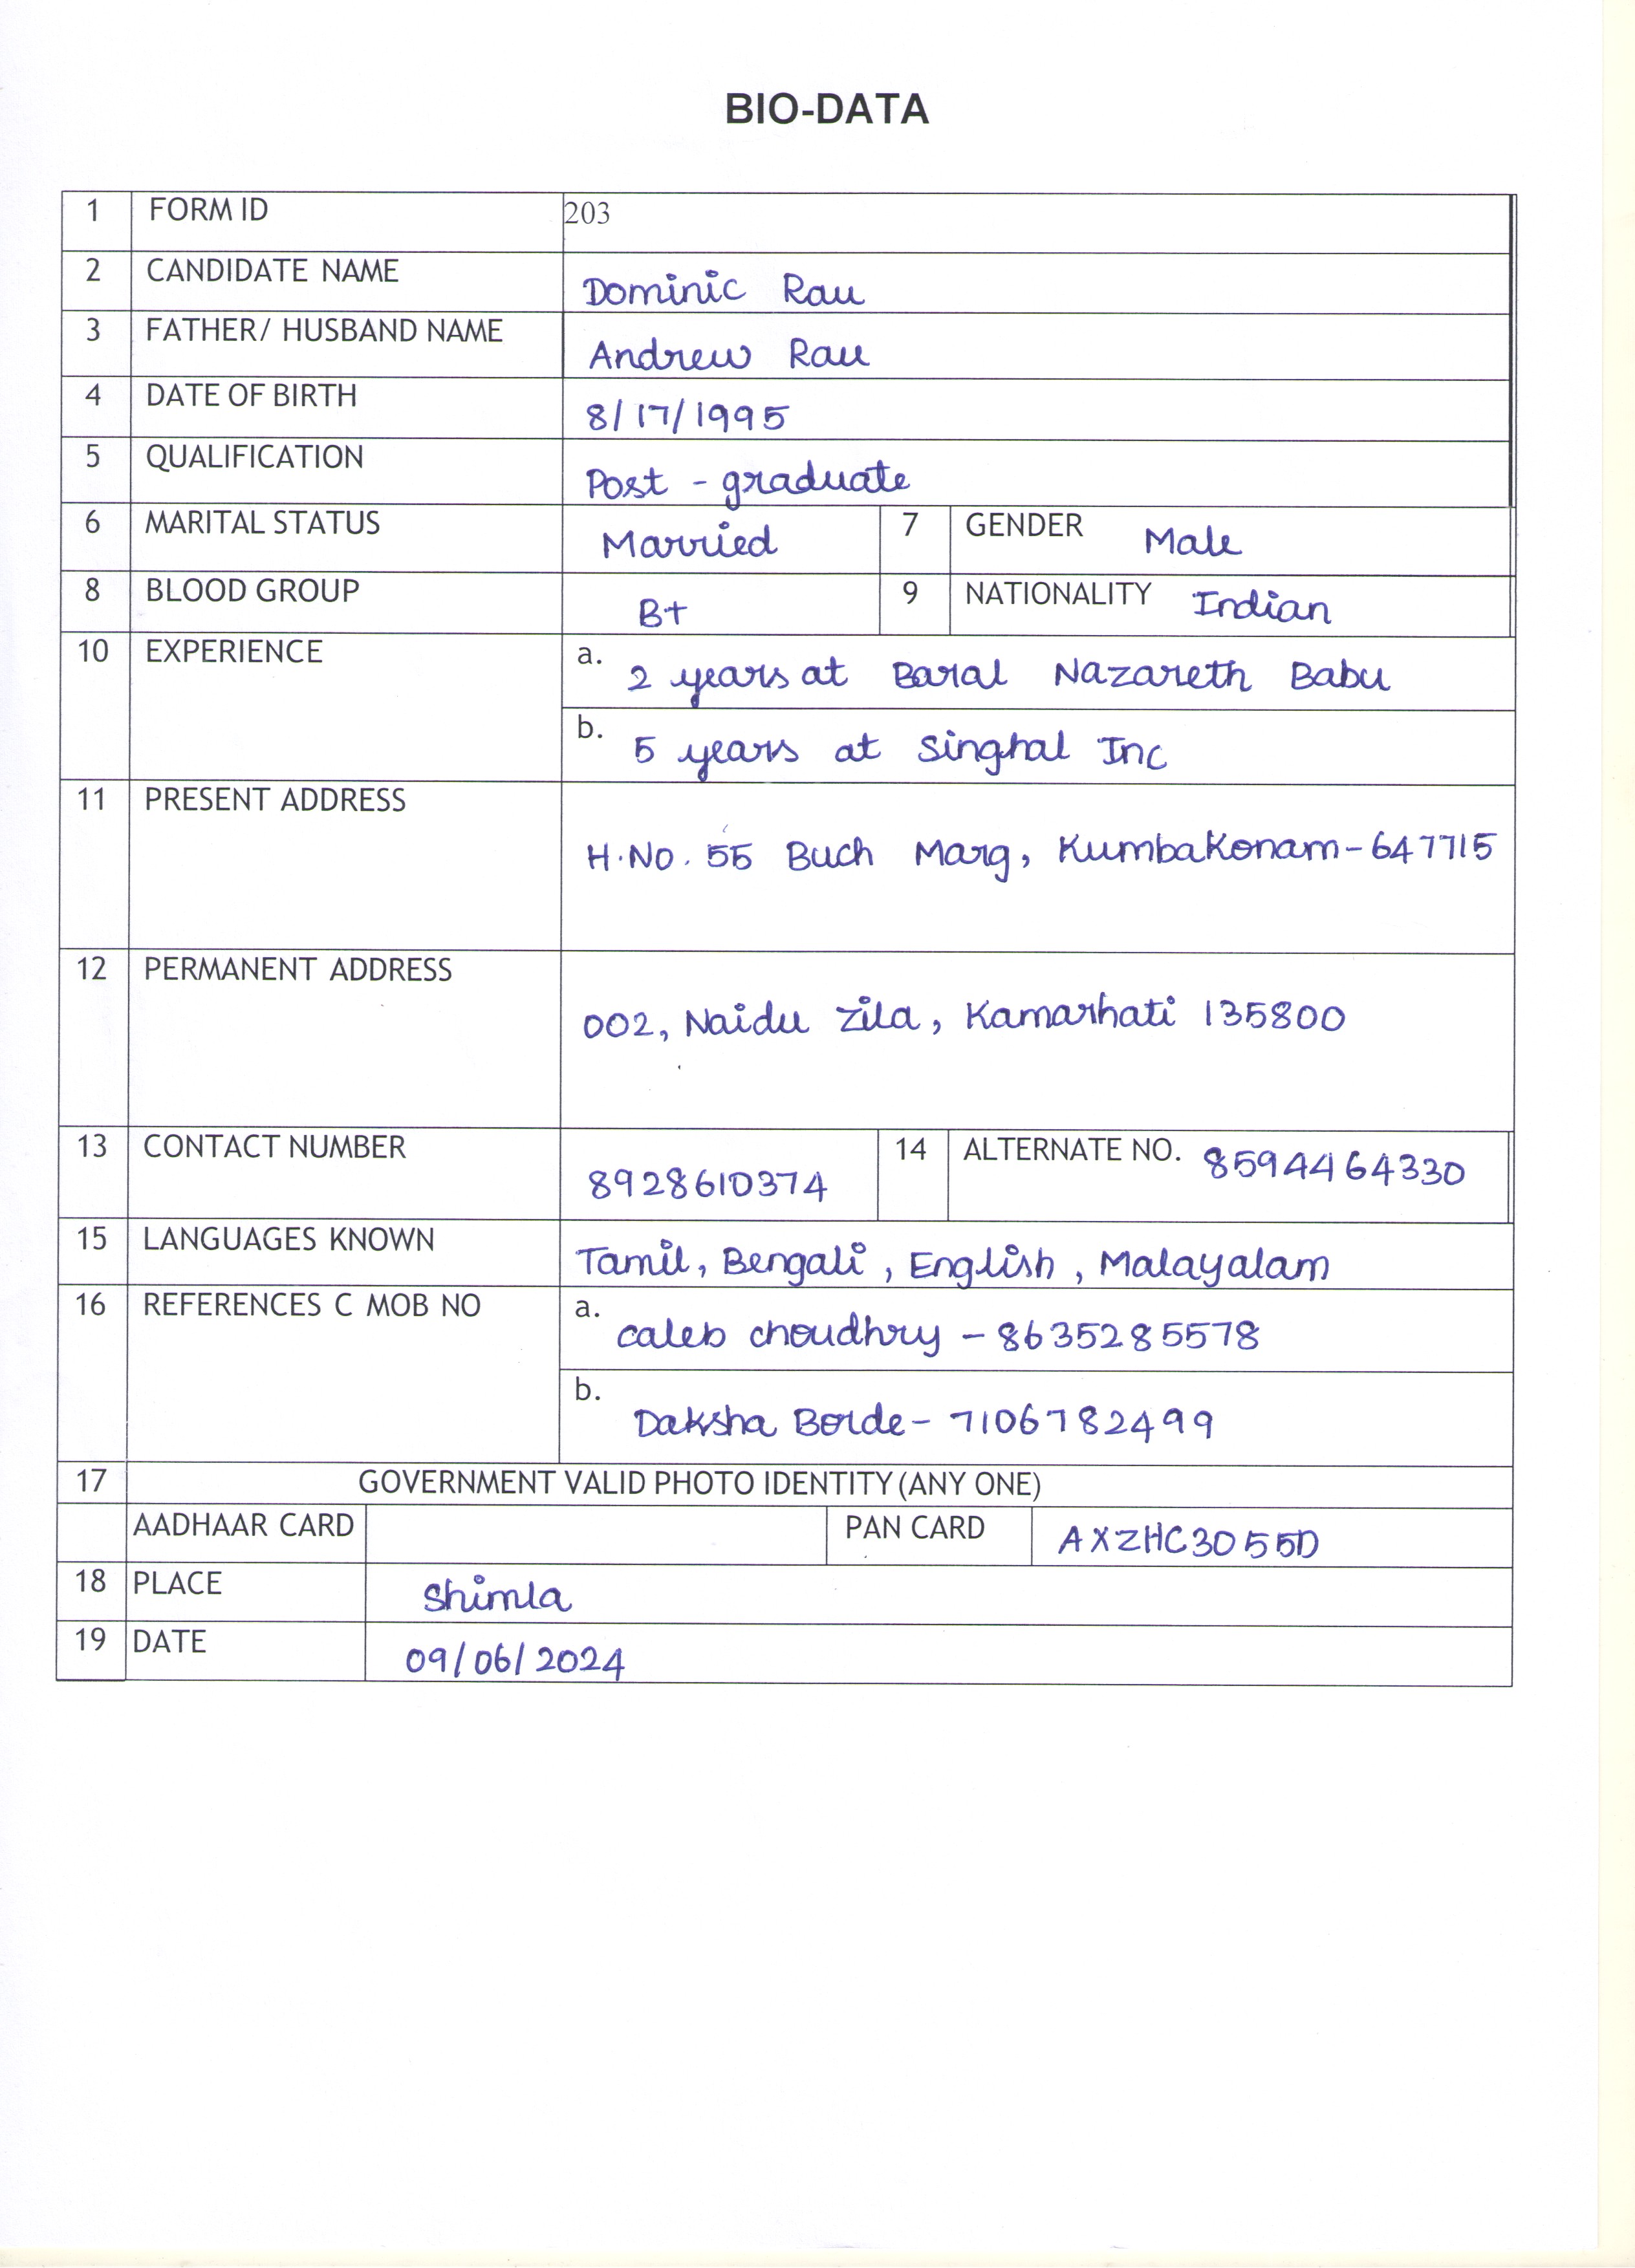 BIO-DATA
1 FORM ID 203
2 CANDIDATE NAME Dominic Rau
3 FATHER/ HUSBAND NAME Andrew Rau
4 DATE OF BIRTH 8/17/1995
5 QUALIFICATION Post - graduate
6 MARITAL STATUS Married 7 GENDER Male
8 BLOOD GROUP B+ 9 NATIONALITY Indian
10 EXPERIENCE a. 2 years at Baral Nazareth Babu
b. 5 years at Singhal Inc
11 PRESENT ADDRESS
H.No. 55 Buch Marg, Kumbakonam-647715
12 PERMANENT ADDRESS
002, Naidu Zila, Kamarhati 135800
13 CONTACT NUMBER 8928610374 14 ALTERNATE NO. 8594464330
15 LANGUAGES KNOWN Tamil, Bengali, English, Malayalam
16 REFERENCES C MOB NO a. Caleb Choudhry - 8635285578
b. Daksha Borde- 7106782499
17 GOVERNMENT VALID PHOTO IDENTITY (ANY ONE)
AADHAAR CARD PAN CARD AXZHC3055D
18 PLACE Shimla
19 DATE 09/06/2024